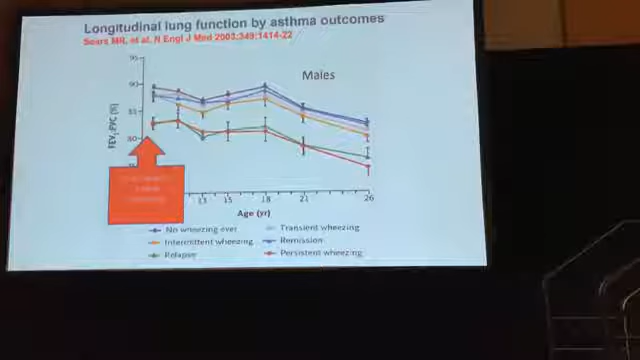 Longitudinal lung function by asthma outcomes
Sears MR, et al. N Engl J Med 2003;349:1414-22
Males
95
90
85
80
FEV1:FVC (%)
13
15
18
21
26
Age (yr)
No wheezing ever
Transient wheezing
Intermittent wheezing
Remission
Relapse
Persistent wheezing